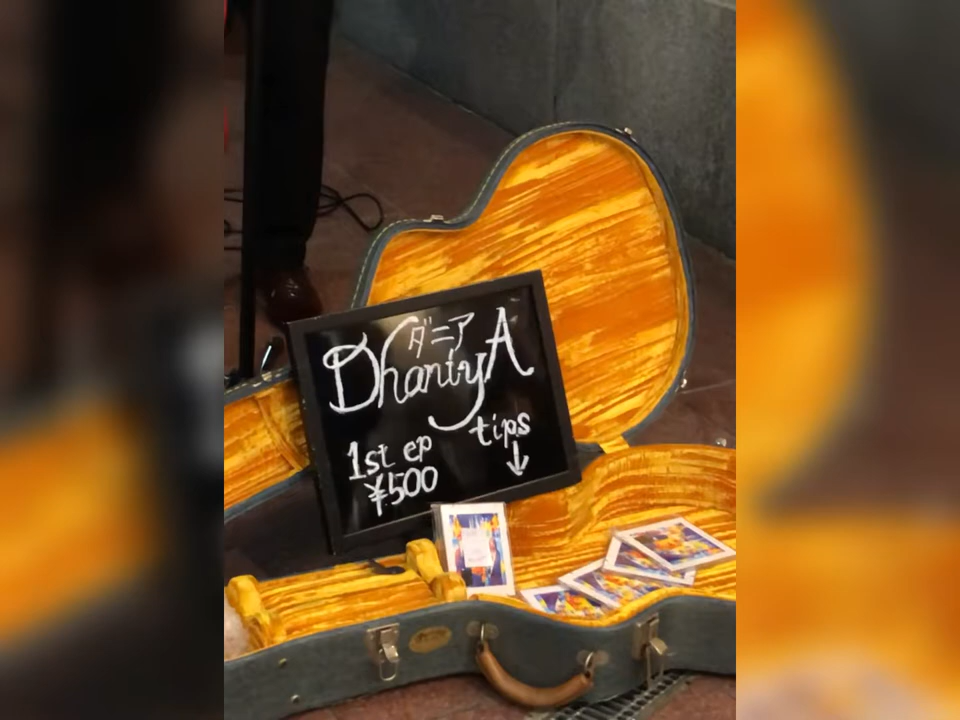 ダニア
DhaniyA
1st ep
¥500
tips
↓